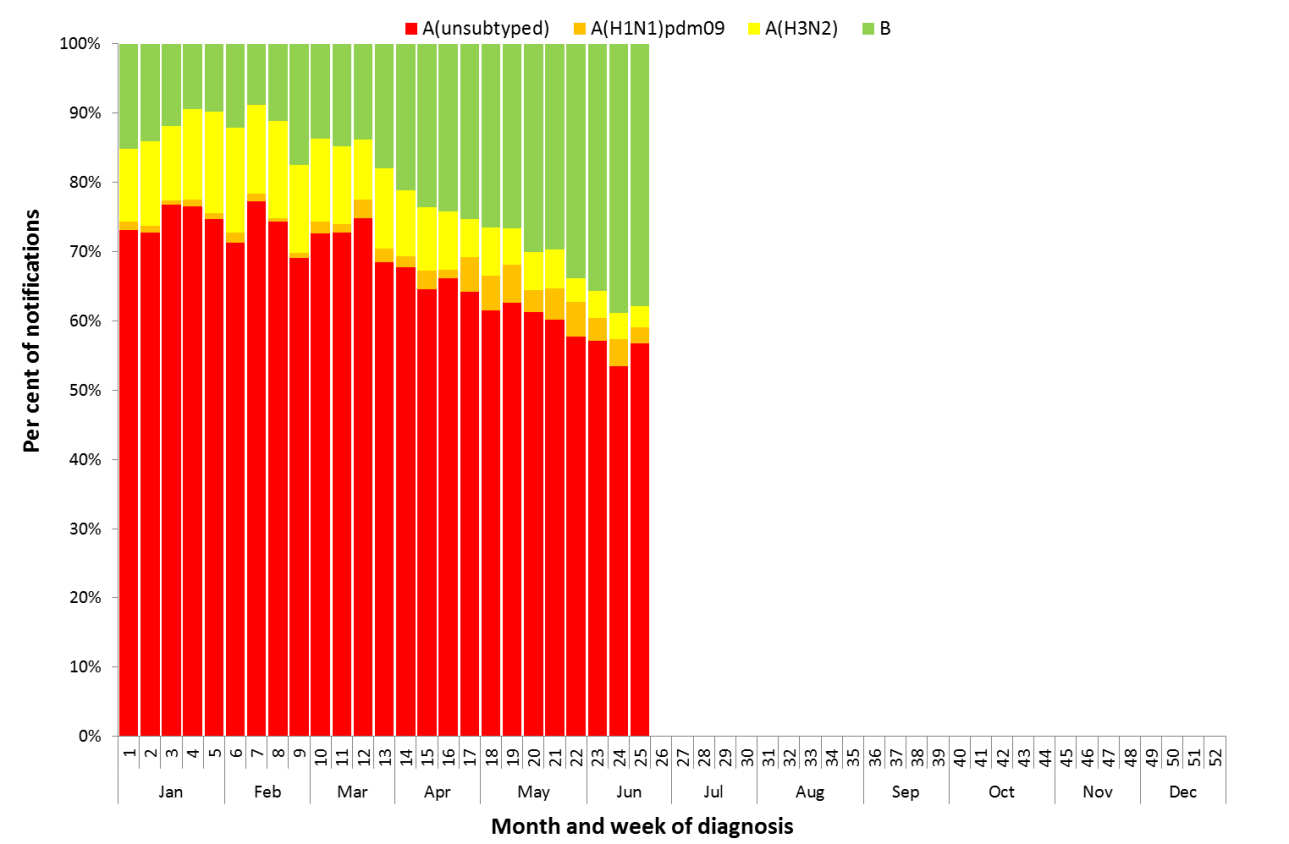 A(unsubtyped) A(H1N1)pdm09 A(H3N2) B
100%
90%
80%
70%
60%
50%
40%
30%
20%
10%
0%
Per cent of notifications
1 2 3 4 5 6 7 8 9 10 11 12 13 14 15 16 17 18 19 20 21 22 23 24 25 26 27 28 29 30 31 32 33 34 35 36 37 38 39 40 41 42 43 44 45 46 47 48 49 50 51 52
Jan Feb Mar Apr May Jun Jul Aug Sep Oct Nov Dec
Month and week of diagnosis